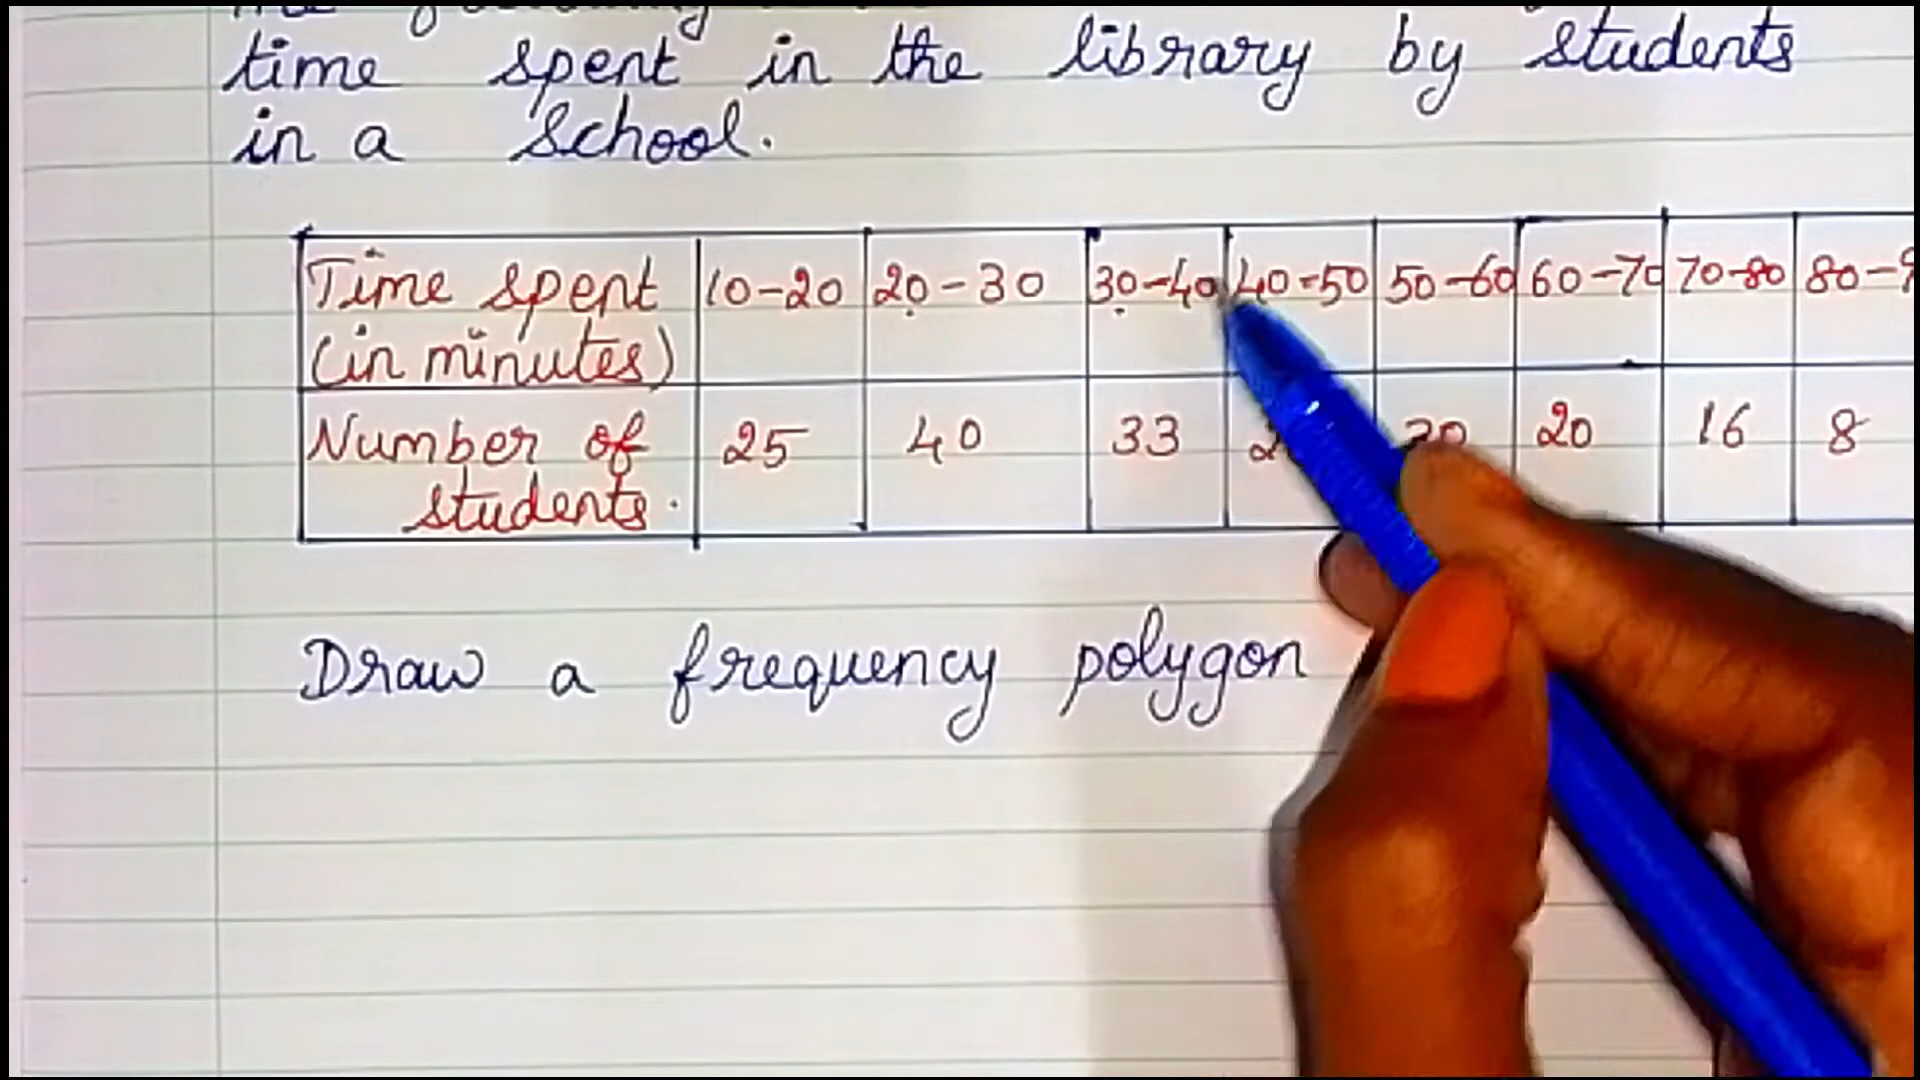 time spent in the library by students
in a School.
Time spent 10-20 20-30 30-40 40-50 50-60 60-70 70-80
(in minutes)
Number of 25 40 33 20 16 8
students.
Draw a frequency polygon